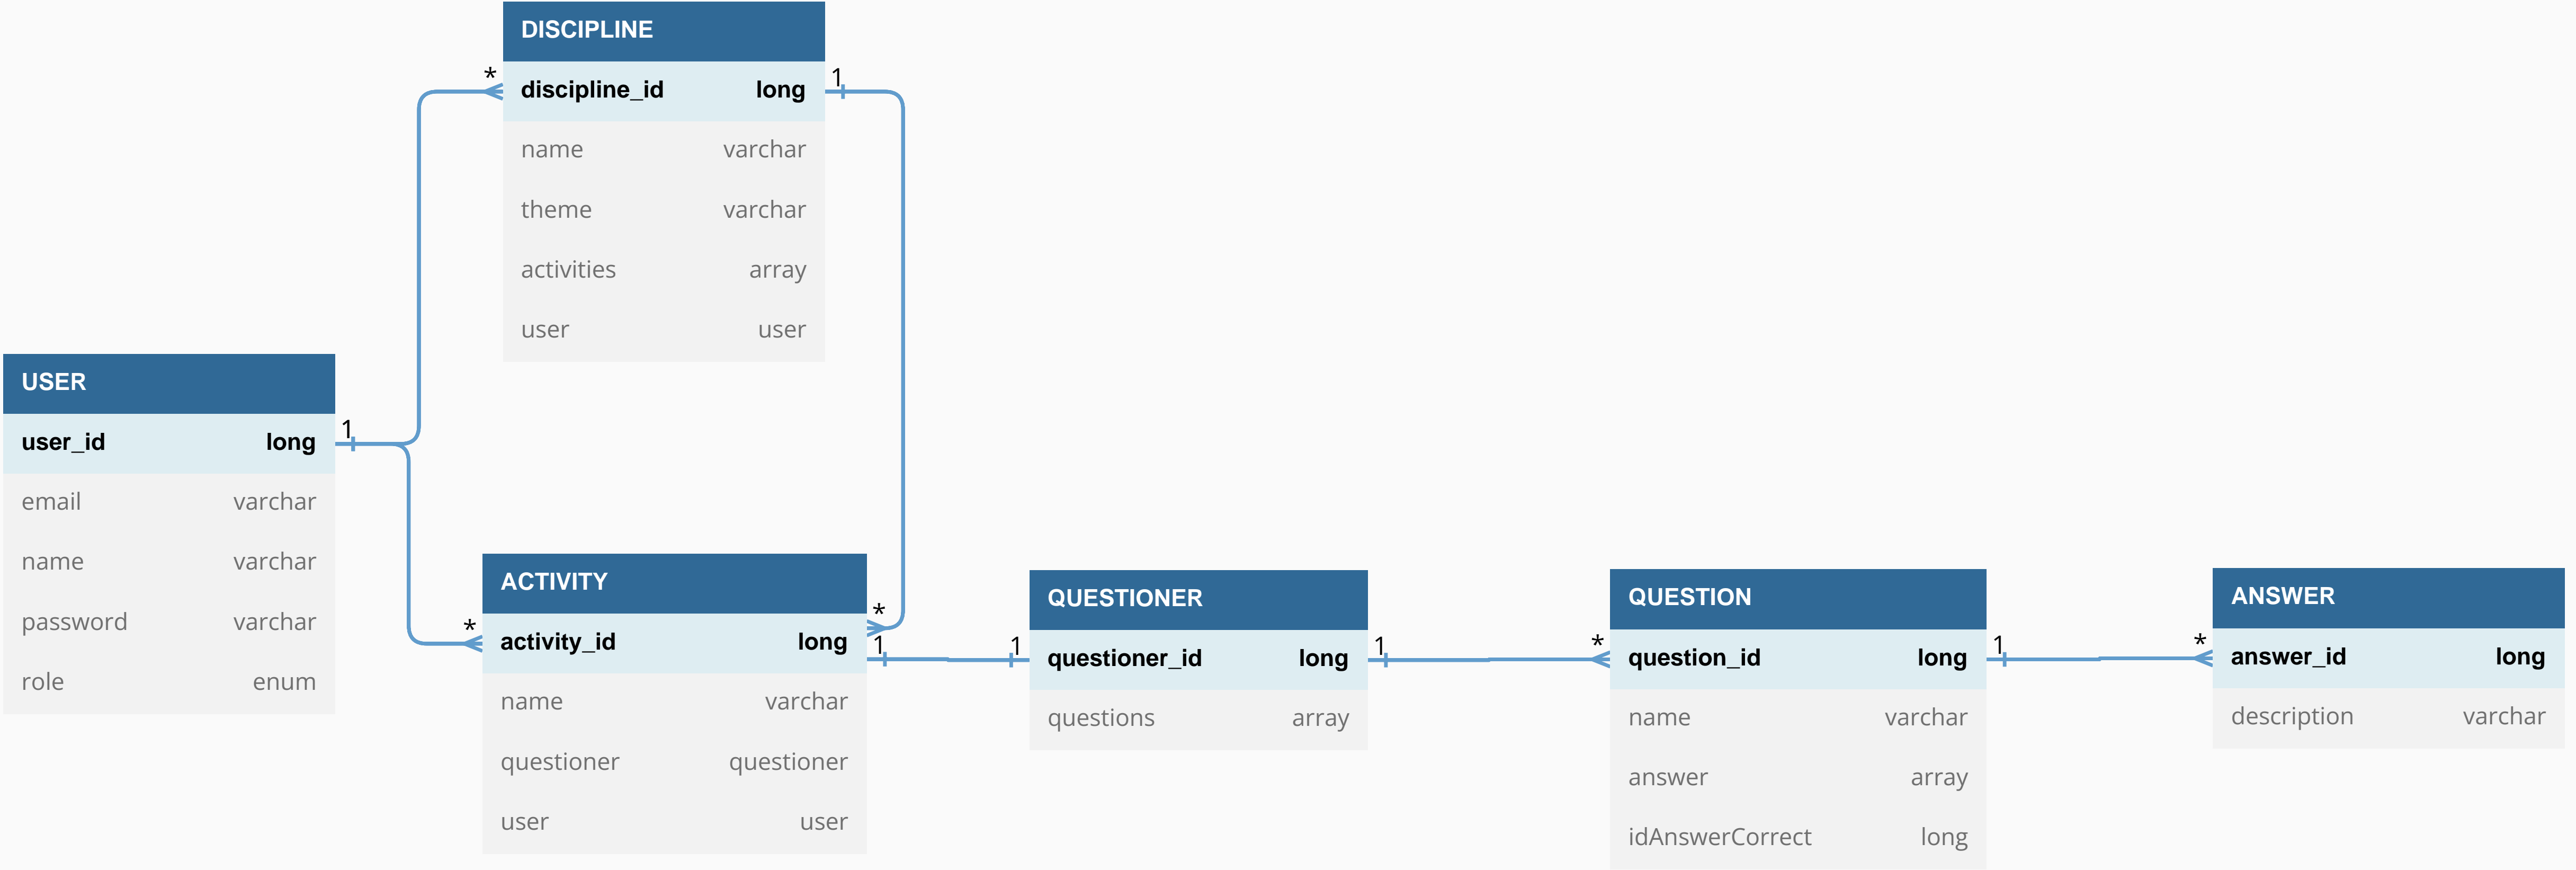 DISCIPLINE
* discipline_id long 1
name varchar
theme varchar
activities array
user user
USER
user_id long 1
email varchar
name varchar
password varchar
role enum
ACTIVITY
* activity_id long * 1
name varchar
questioner questioner
user user
QUESTIONER
1 questioner_id long 1
questions array
QUESTION
* question_id long 1
name varchar
answer array
idAnswerCorrect long
ANSWER
* answer_id long
description varchar